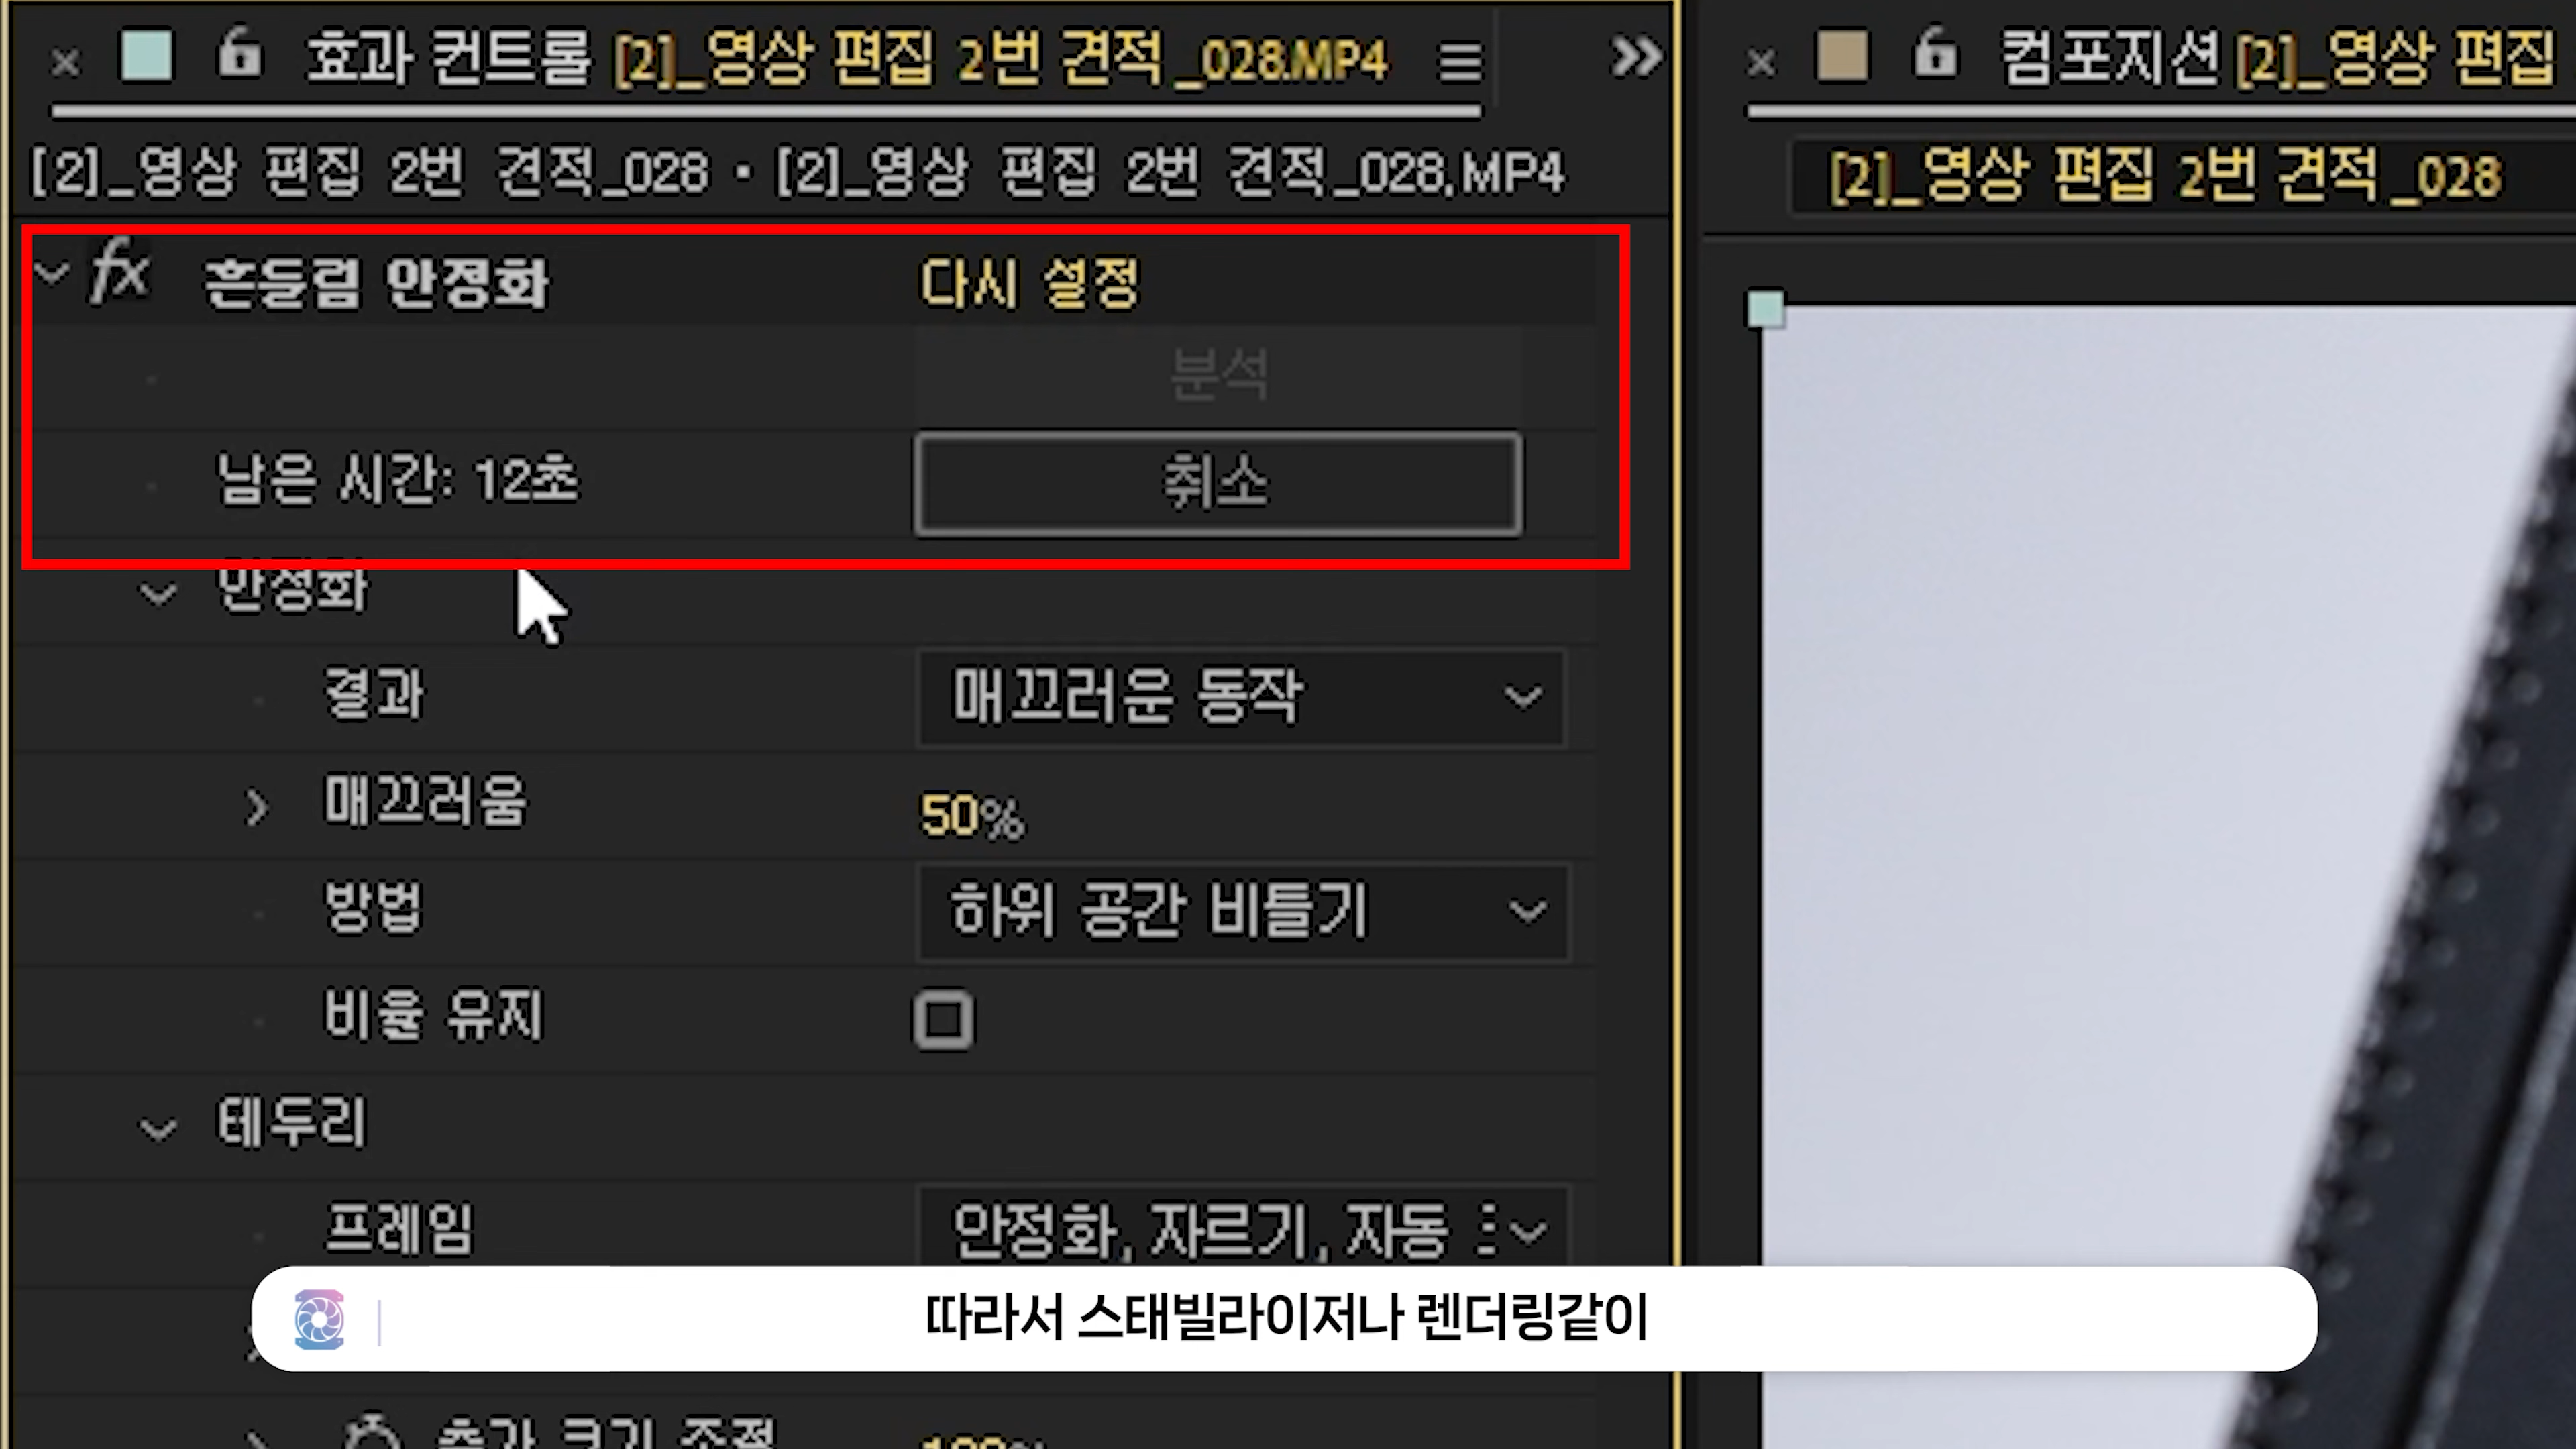 효과 컨트롤 [2]_영상 편집 2번 견적_028.MP4
컴포지션 [2]_영상 편집
[2]_영상 편집 2번 견적_028 • [2]_영상 편집 2번 견적_028.MP4
[2]_영상 편집 2번 견적_028
fx 흔들림 안정화 다시 설정
분석
남은 시간: 12초 취소
안정화
결과 매끄러운 동작
매끄러움 50%
방법 하위 공간 비틀기
비율 유지
테두리
프레임 안정화, 자르기, 자동
따라서 스태빌라이저나 렌더링같이
추가 크기 조절